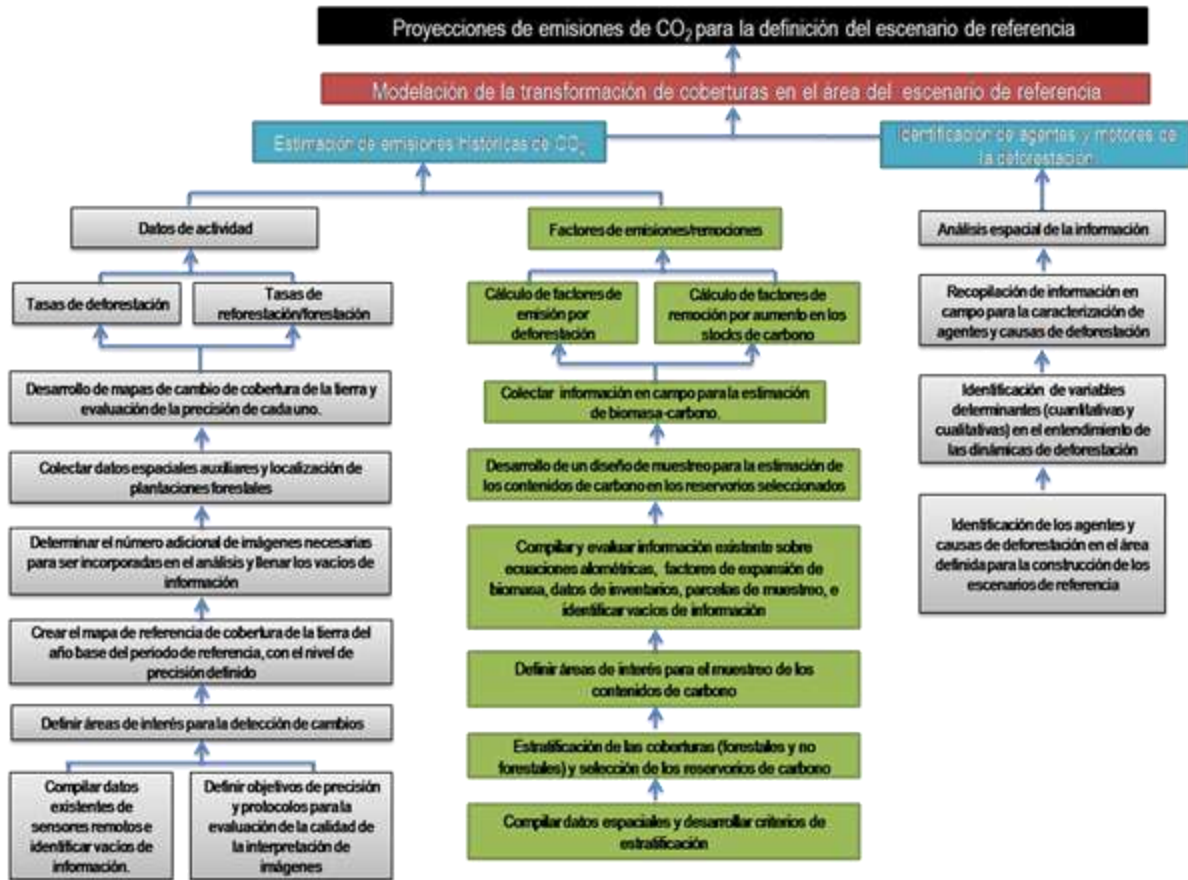 Proyecciones de emisiones de CO₂ para la definición del escenario de referencia
Modelación de la transformación de coberturas en el área del escenario de referencia
Estimación de emisiones históricas de CO₂
Identificación de agentes y motores de
la deforestación.
Datos de actividad
Tasas de deforestación
Tasas de
reforestación/forestación
Desarrollo de mapas de cambio de cobertura de la tierra y
evaluación de la precisión de cada uno.
Colectar datos espaciales auxiliares y localización de
plantaciones forestales
Determinar el número adicional de imágenes necesarias
para ser incorporadas en el análisis y llenar los vacíos de
información
Crear el mapa de referencia de cobertura de la tierra del
año base del periodo de referencia, con el nivel de
precisión definido
Definir áreas de interés para la detección de cambios
Compilar datos
existentes de
sensores remotos e
identificar vacíos de
información.
Definir objetivos de precisión
y protocolos para la
evaluación de la calidad de
la interpretación de
imágenes
Factores de emisiones/remociones
Cálculo de factores de
emisión por
deforestación
Cálculo de factores de
remoción por aumento en los
stocks de carbono
Colectar información en campo para la estimación
de biomasa-carbono.
Desarrollo de un diseño de muestreo para la estimación de
los contenidos de carbono en los reservorios seleccionados
Compilar y evaluar información existente sobre
ecuaciones alométricas, factores de expansión de
biomasa, datos de inventarios, parcelas de muestreo, e
identificar vacíos de información
Definir áreas de interés para el muestreo de los
contenidos de carbono
Estratificación de las coberturas (forestales y no
forestales) y selección de los reservorios de carbono
Compilar datos espaciales y desarrollar criterios de
estratificación
Análisis espacial de la información
Recopilación de información en
campo para la caracterización de
agentes y causas de deforestación
Identificación de variables
determinantes (cuantitativas y
cualitativas) en el entendimiento de
las dinámicas de deforestación
Identificación de los agentes y
causas de deforestación en el área
definida para la construcción de los
escenarios de referencia